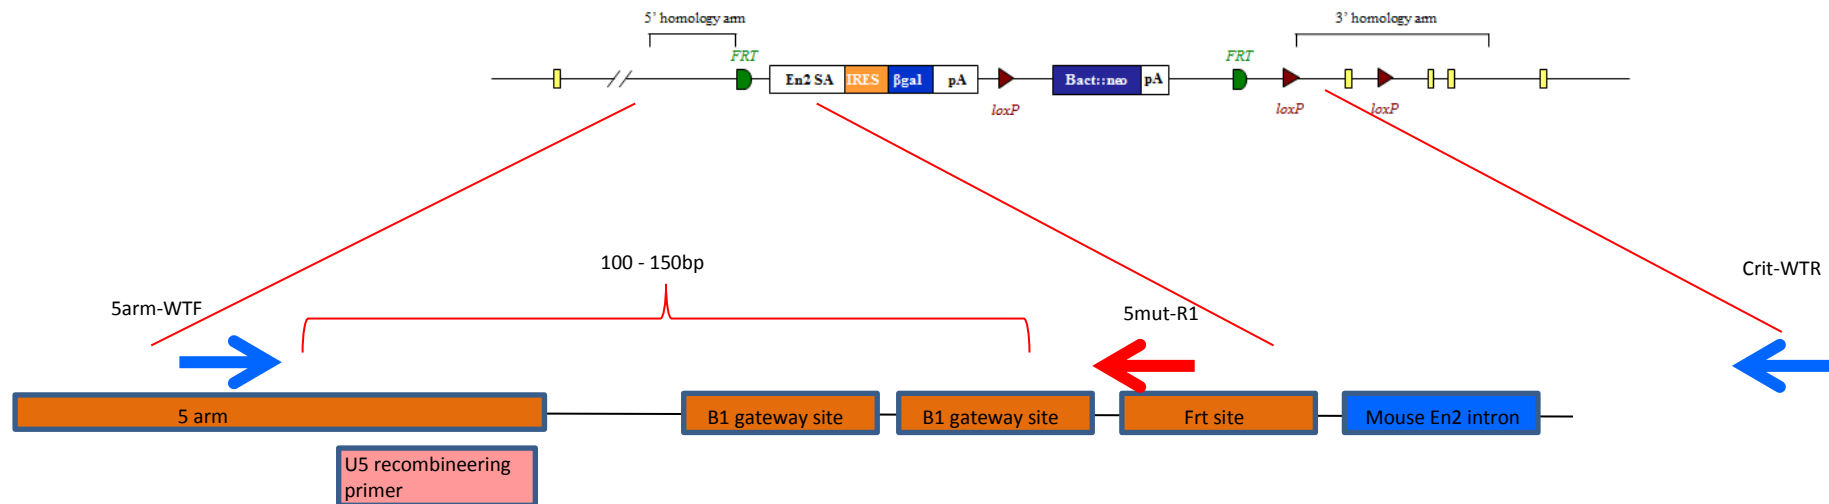 5' homology arm
3' homology arm
FRT
FRT
En2 SA
IRES
βgal
pA
Bact::neo
pA
loxP
loxP
loxP
100 - 150bp
Crit-WTR
5arm-WTF
5mut-R1
5 arm
B1 gateway site
B1 gateway site
Frt site
Mouse En2 intron
U5 recombineering
primer